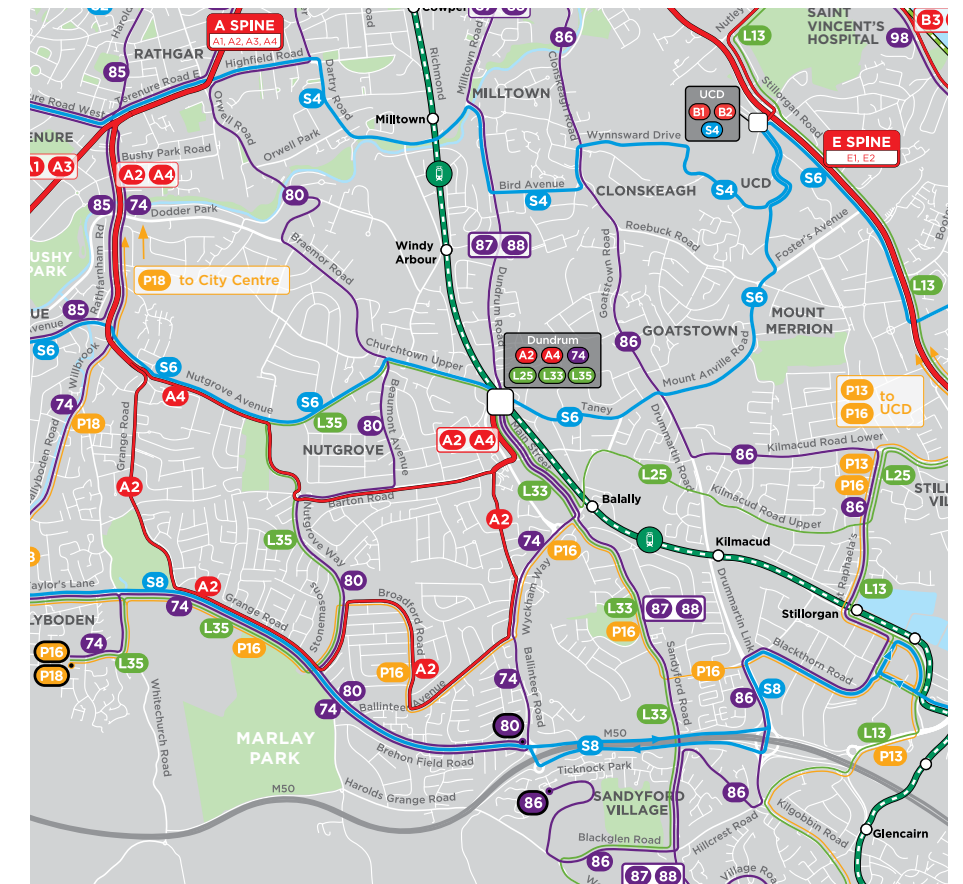 Cowper
87 88
86
A SPINE
A1, A2, A3, A4
RATHGAR
85
Highfield Road
Terenure Road E
S4
Dartry Road
Richmond
Milltown Road
MILLTOWN
Clonskeagh Road
Nutley
L13
SAINT
VINCENT'S
HOSPITAL
98
B3
Orwell Road
Orwell Park
Milltown
UCD
B1 B2
S4
Stillorgan Road
E SPINE
E1, E2
Bushy Park Road
A1 A3
A2 A4
85 74
Dodder Park
80
Bird Avenue
S4
Wynnsward Drive
CLONSKEAGH
S4
UCD
S6
Rathfarnham Rd
P18 to City Centre
Braemor Road
Windy
Arbour
87 88
Dundrum Road
Goatstown Road
Roebuck Road
Foster's Avenue
L13
85
S6
S6
MOUNT
MERRION
GOATSTOWN
86
Mount Anville Road
Churchtown Upper
Dundrum
A2 A4 74
L25 L33 L35
S6
Nutgrove Avenue
A4
Willbrook
74
P18
Grange Road
S6
L35
80
Beaumont Avenue
NUTGROVE
Taney
S6
P13
P16
to
UCD
A2 A4
Main Street
Drummartin Road
Kilmacud Road Lower
86
L25
P13
P16
86
L25
Kilmacud Road Upper
A2
Barton Road
A2
L33
Balally
Nutgrove Way
L35
74
P16
Kilmacud
St Raphaela's
L13
Taylor's Lane
S8
A2
74
Grange Road
80
Stonemasons
Broadford Road
Wyckham Way
L33
P16
87 88
Drummartin Link
Stillorgan
P16
P18
74
L35
L35
P16
P16
A2
Ballinteer Avenue
74
Ballinteer Road
Sandyford Road
P16
Blackthorn Road
86
S8
Whitechurch Road
80
74
80
L33
MARLAY
PARK
Brehon Field Road
S8
M50
L13
P13
Ticknock Park
Harolds Grange Road
M50
86
SANDYFORD
VILLAGE
86
Kilgobbin Road
Hillcrest Road
Glencairn
Blackglen Road
86
87 88
Village Road